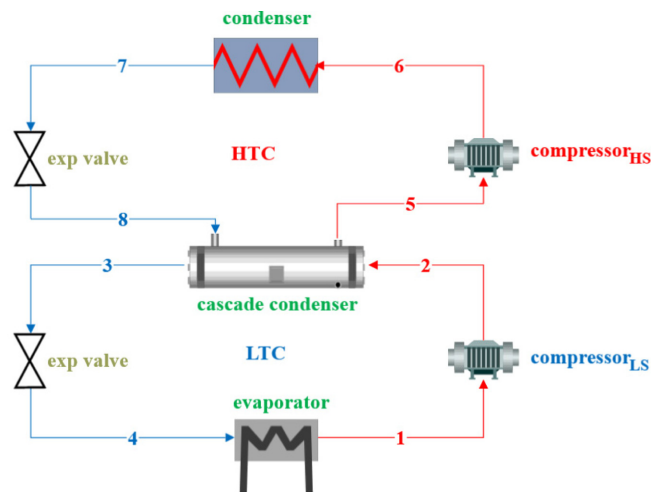 condenser
7
6
exp valve
HTC
compressorHS
8
5
3
2
cascade condenser
exp valve
LTC
compressorLS
evaporator
4
1